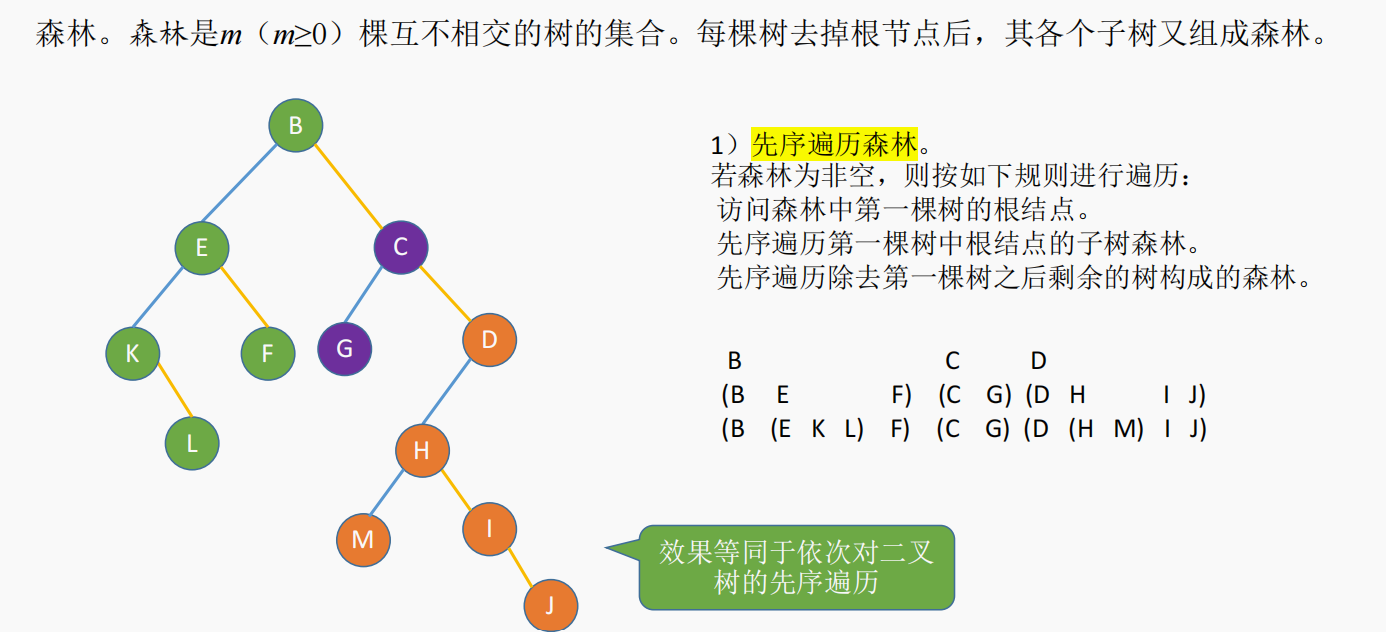 森林。森林是m（m≥0）棵互不相交的树的集合。每棵树去掉根节点后，其各个子树又组成森林。
B
1）先序遍历森林。
若森林为非空，则按如下规则进行遍历：
访问森林中第一棵树的根结点。
先序遍历第一棵树中根结点的子树森林。
先序遍历除去第一棵树之后剩余的树构成的森林。
E
C
K
F
G
D
L
H
M
I
J
B C D
(B E F) (C G) (D H I J)
(B (E K L) F) (C G) (D (H M) I J)
效果等同于依次对二叉
树的先序遍历